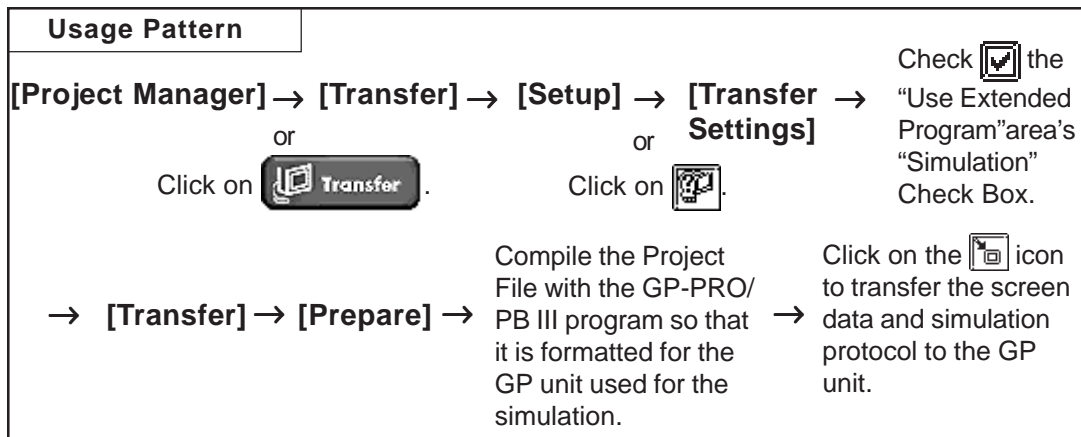 Usage Pattern
[Project Manager] → [Transfer] → [Setup] → [Transfer Settings] →
or
Click on Transfer .
or
Click on .
Check the
“Use Extended
Program”area’s
“Simulation”
Check Box.
→ [Transfer] → [Prepare] →
Compile the Project
File with the GP-PRO/
PB III program so that
it is formatted for the
GP unit used for the
simulation.
→
Click on the icon
to transfer the screen
data and simulation
protocol to the GP
unit.